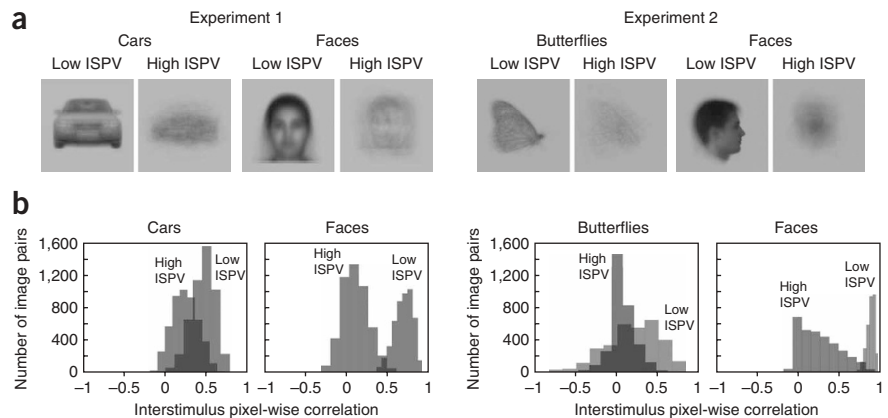 a
Experiment 1
Experiment 2
Cars
Faces
Butterflies
Faces
Low ISPV High ISPV Low ISPV High ISPV Low ISPV High ISPV Low ISPV High ISPV
b
Cars
Faces
Butterflies
Faces
Number of image pairs
1,600
1,200
800
400
0
High
ISPV
Low
ISPV
−1 −0.5 0 0.5 1
High
ISPV
Low
ISPV
−1 −0.5 0 0.5 1
Interstimulus pixel-wise correlation
Number of image pairs
1,600
1,200
800
400
0
High
ISPV
Low
ISPV
−1 −0.5 0 0.5 1
High
ISPV
Low
ISPV
−1 −0.5 0 0.5 1
Interstimulus pixel-wise correlation